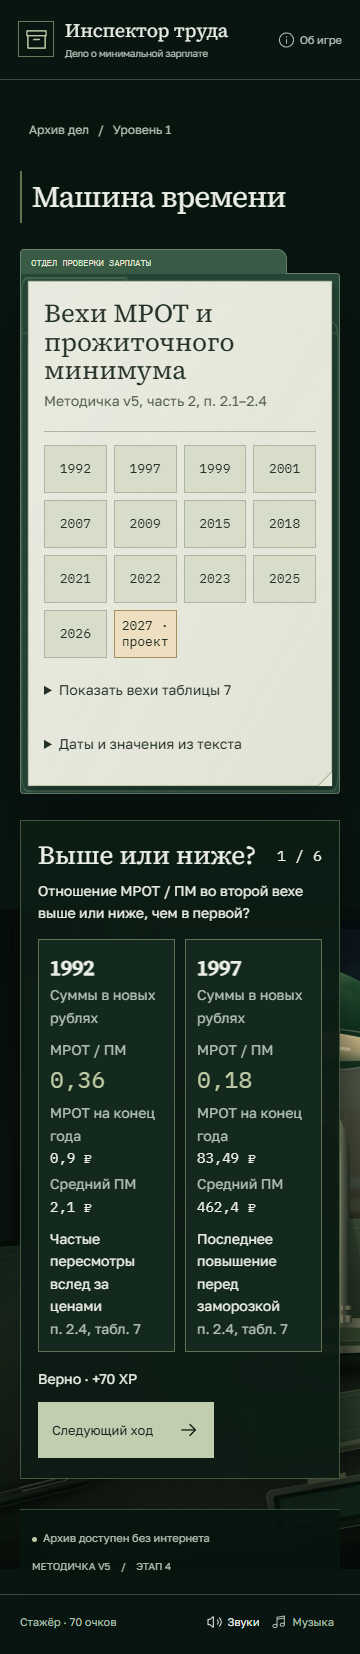 Инспектор труда
Дело о минимальной зарплате
Об игре
Архив дел / Уровень 1
Машина времени
ОТДЕЛ ПРОВЕРКИ ЗАРПЛАТЫ
Вехи МРОТ и
прожиточного
минимума
Методичка v5, часть 2, п. 2.1–2.4
1992 1997 1999 2001
2007 2009 2015 2018
2021 2022 2023 2025
2026 2027 ·
проект
Показать вехи таблицы 7
Даты и значения из текста
Выше или ниже? 1 / 6
Отношение МРОТ / ПМ во второй вехе
выше или ниже, чем в первой?
1992
Суммы в новых
рублях
МРОТ / ПМ
0,36
МРОТ на конец
года
0,9 ₽
Средний ПМ
2,1 ₽
Частые
пересмотры
вслед за
ценами
п. 2.4, табл. 7
1997
Суммы в новых
рублях
МРОТ / ПМ
0,18
МРОТ на конец
года
83,49 ₽
Средний ПМ
462,4 ₽
Последнее
повышение
перед
заморозкой
п. 2.4, табл. 7
Верно · +70 XP
Следующий ход →
Архив доступен без интернета
МЕТОДИЧКА V5 / ЭТАП 4
Стажёр · 70 очков
Звуки
Музыка